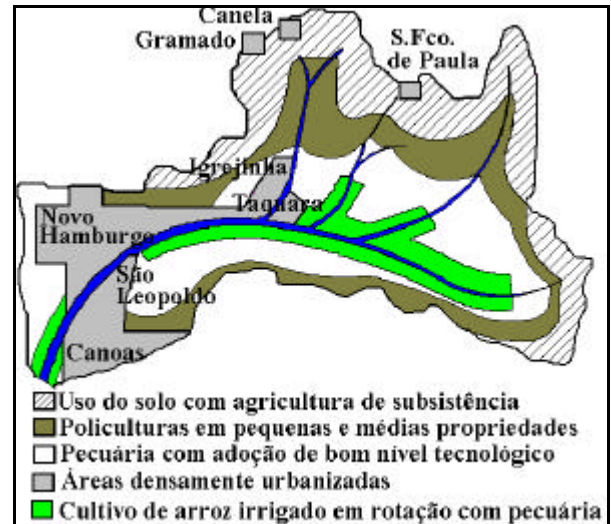 Canela
Gramado
S.Fco.
de Paula
Igrejinha
Taquara
Novo
Hamburgo
São
Leopoldo
Canoas
Uso do solo com agricultura de subsistência
Policulturas em pequenas e médias propriedades
Pecuária com adoção de bom nível tecnológico
Áreas densamente urbanizadas
Cultivo de arroz irrigado em rotação com pecuária